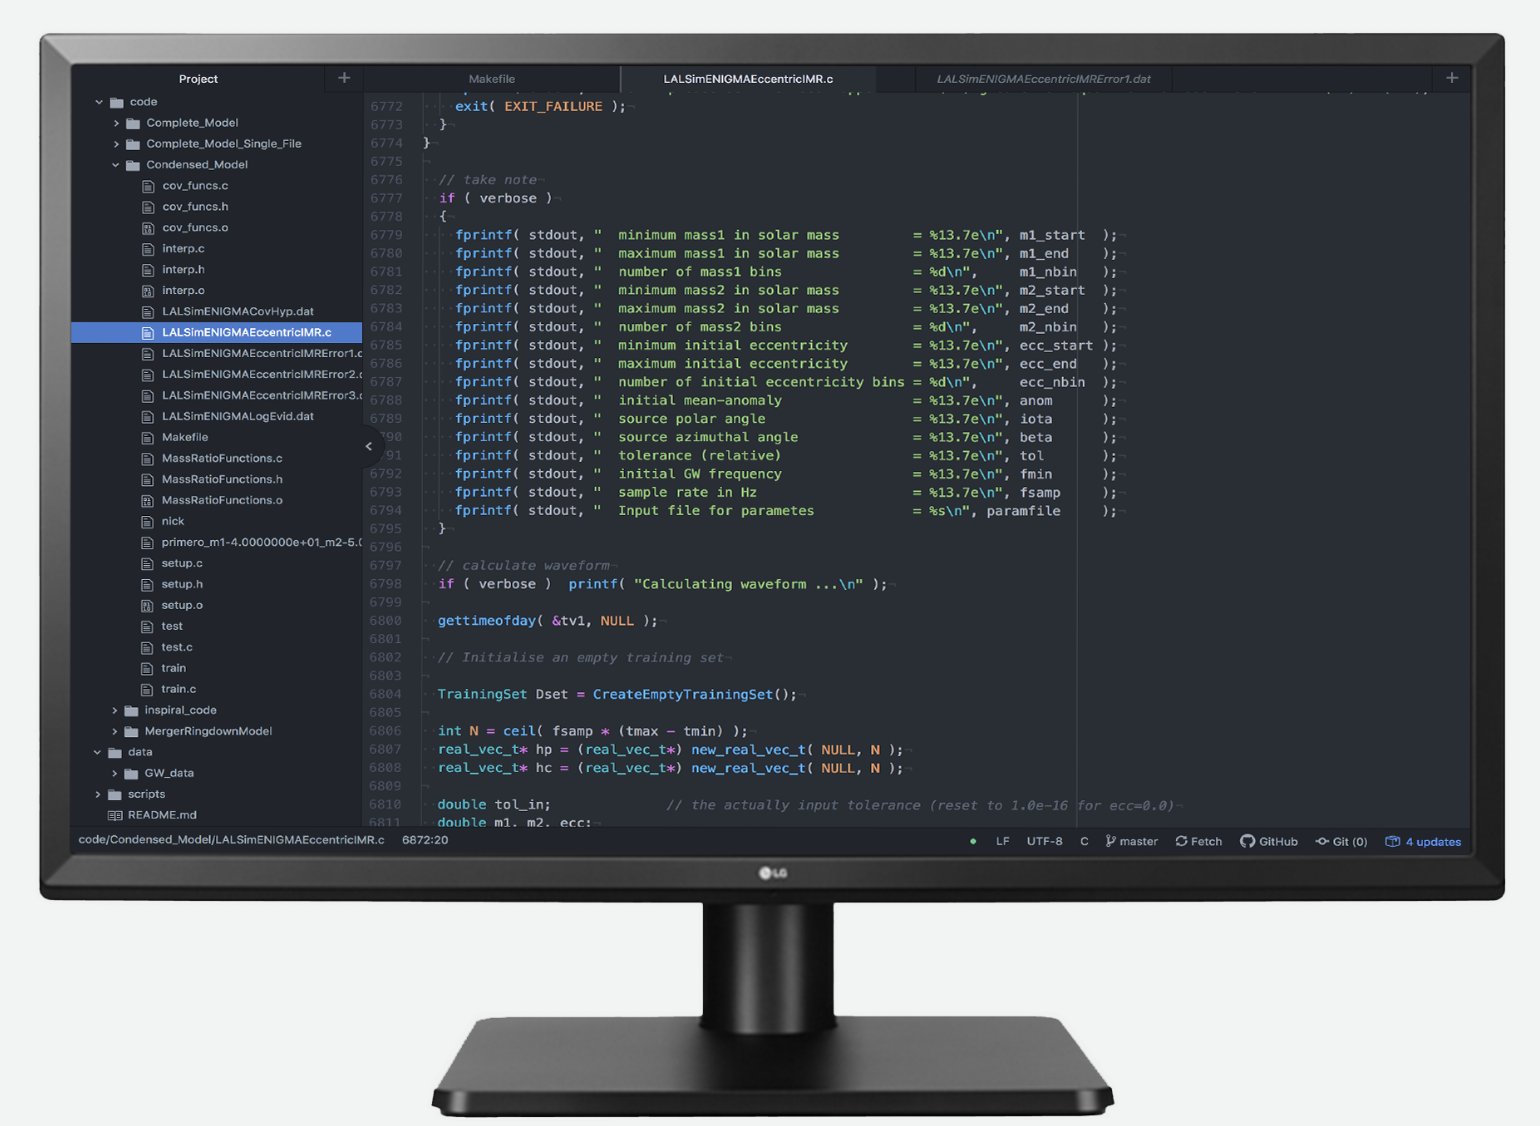 Project
Makefile
LALSimENIGMAEccentricIMR.c
LALSimENIGMAEccentricIMRError1.dat
code
Complete_Model
Complete_Model_Single_File
Condensed_Model
cov_funcs.c
cov_funcs.h
cov_funcs.o
interp.c
interp.h
interp.o
LALSimENIGMACovHyp.dat
LALSimENIGMAEccentricIMR.c
LALSimENIGMAEccentricIMRError1.
LALSimENIGMAEccentricIMRError2.
LALSimENIGMAEccentricIMRError3.
LALSimENIGMALogEvid.dat
Makefile
MassRatioFunctions.c
MassRatioFunctions.h
MassRatioFunctions.o
nick
primero_m1-4.0000000e+01_m2-5.0
setup.c
setup.h
setup.o
test
test.c
train
train.c
inspiral_code
MergerRingdownModel
data
GW_data
scripts
README.md
6772 exit( EXIT_FAILURE );
6773 }
6774 }
6775
6776 // take note
6777 if ( verbose )
6778 {
6779 fprintf( stdout, "  minimum mass1 in solar mass = %13.7e\n", m1_start );
6780 fprintf( stdout, "  maximum mass1 in solar mass = %13.7e\n", m1_end );
6781 fprintf( stdout, "  number of mass1 bins = %d\n", m1_nbin );
6782 fprintf( stdout, "  minimum mass2 in solar mass = %13.7e\n", m2_start );
6783 fprintf( stdout, "  maximum mass2 in solar mass = %13.7e\n", m2_end );
6784 fprintf( stdout, "  number of mass2 bins = %d\n", m2_nbin );
6785 fprintf( stdout, "  minimum initial eccentricity = %13.7e\n", ecc_start );
6786 fprintf( stdout, "  maximum initial eccentricity = %13.7e\n", ecc_end );
6787 fprintf( stdout, "  number of initial eccentricity bins = %d\n", ecc_nbin );
6788 fprintf( stdout, "  initial mean-anomaly = %13.7e\n", anom );
6789 fprintf( stdout, "  source polar angle = %13.7e\n", iota );
790 fprintf( stdout, "  source azimuthal angle = %13.7e\n", beta );
91 fprintf( stdout, "  tolerance (relative) = %13.7e\n", tol );
6792 fprintf( stdout, "  initial GW frequency = %13.7e\n", fmin );
6793 fprintf( stdout, "  sample rate in Hz = %13.7e\n", fsamp );
6794 fprintf( stdout, "  Input file for parametes = %s\n", paramfile );
6795 }
6796
6797 // calculate waveform
6798 if ( verbose )  printf( "Calculating waveform ...\n" );
6799
6800 gettimeofday( &tv1, NULL );
6801
6802 // Initialise an empty training set
6803
6804 TrainingSet Dset = CreateEmptyTrainingSet();
6805
6806 int N = ceil( fsamp * (tmax - tmin) );
6807 real_vec_t* hp = (real_vec_t*) new_real_vec_t( NULL, N );
6808 real_vec_t* hc = (real_vec_t*) new_real_vec_t( NULL, N );
6809
6810 double tol_in; // the actually input tolerance (reset to 1.0e-16 for ecc=0.0)
6811 double m1, m2, ecc;
code/Condensed_Model/LALSimENIGMAEccentricIMR.c 6872:20 LF UTF-8 C master Fetch GitHub Git (0) 4 updates
LG